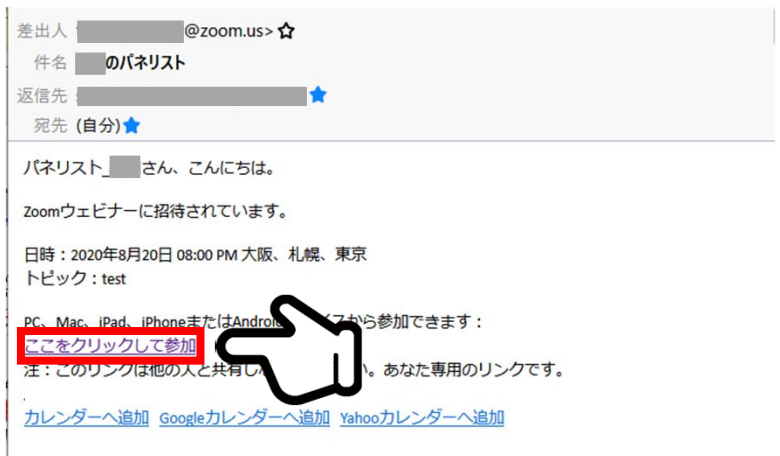 差出人 @zoom.us>
件名 のパネリスト
返信先
宛先 (自分)
パネリスト_ さん、こんにちは。
Zoomウェビナーに招待されています。
日時:2020年8月20日 08:00 PM 大阪、札幌、東京
トピック:test
PC、Mac、iPad、iPhoneまたはAndroid から参加できます:
ここをクリックして参加
注:このリンクは他の人と共有し い。あなた専用のリンクです。
カレンダーへ追加 Googleカレンダーへ追加 Yahooカレンダーへ追加